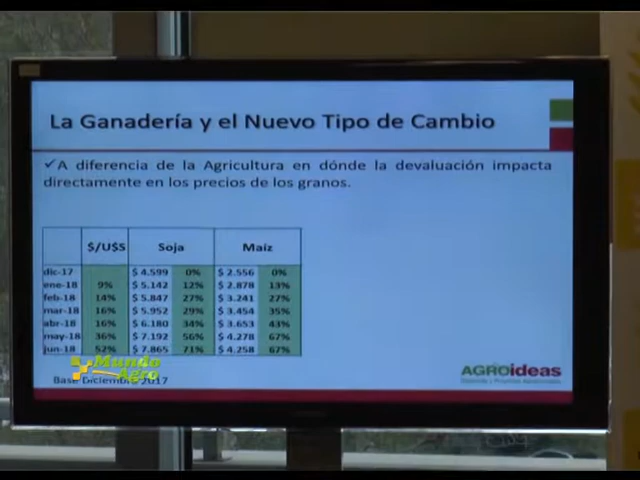 La Ganadería y el Nuevo Tipo de Cambio
✓A diferencia de la Agricultura en dónde la devaluación impacta
directamente en los precios de los granos.
$/U$S Soja Maíz
dic-17 $ 4.599 0% $ 2.556 0%
ene-18 9% $ 5.142 12% $ 2.878 13%
feb-18 14% $ 5.847 27% $ 3.241 27%
mar-18 16% $ 5.952 29% $ 3.454 35%
abr-18 16% $ 6.180 34% $ 3.653 43%
may-18 36% $ 7.192 56% $ 4.278 67%
jun-18 52% $ 7.865 71% $ 4.258 67%
Mundo
Agro
Base Diciembre 2017
AGROideas